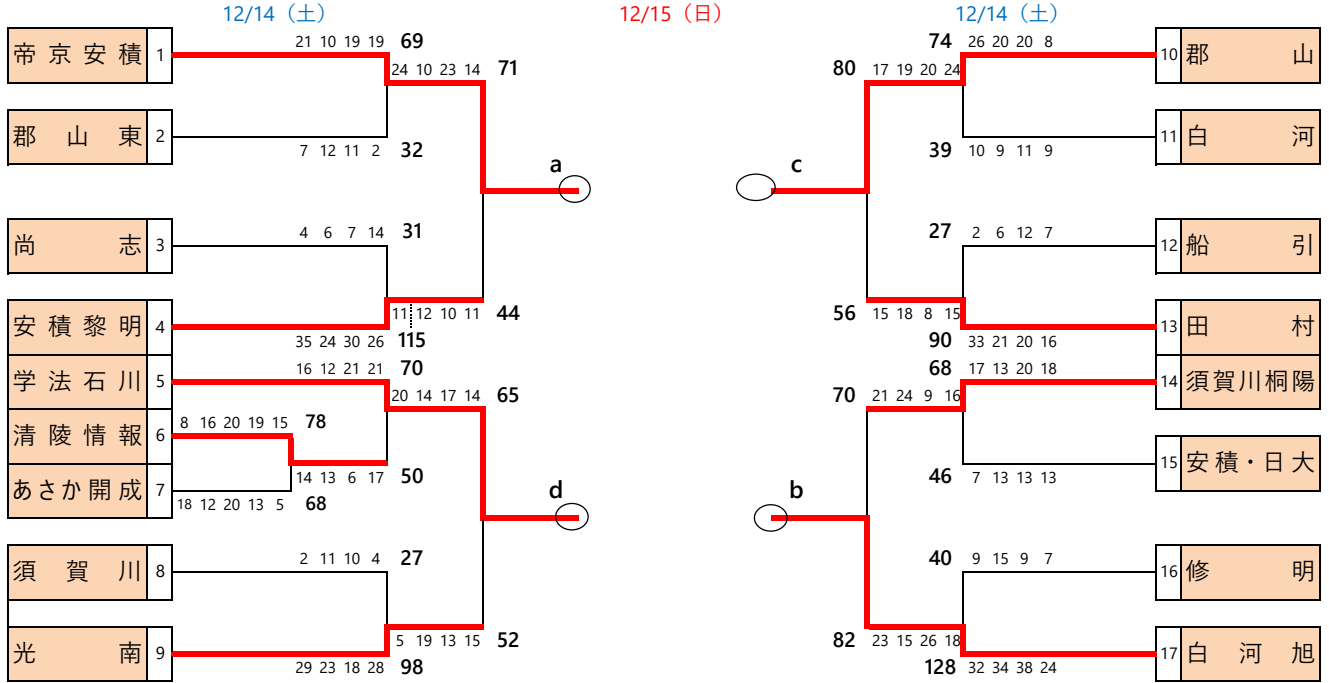 12/14（土） 12/15（日） 12/14（土）
帝京安積 1 21 10 19 19 69
24 10 23 14 71
郡山東 2 7 12 11 2 32
a
尚志 3 4 6 7 14 31
11 12 10 11 44
安積黎明 4 35 24 30 26 115
学法石川 5 16 12 21 21 70
20 14 17 14 65
清陵情報 6 8 16 20 19 15 78
14 13 6 17 50
あさか開成 7 18 12 20 13 5 68
d
須賀川 8 2 11 10 4 27
5 19 13 15 52
光南 9 29 23 18 28 98
74 26 20 20 8 10 郡山
80 17 19 20 24
39 10 9 11 9 11 白河
c
27 2 6 12 7 12 船引
56 15 18 8 15
90 33 21 20 16 13 田村
68 17 13 20 18 14 須賀川桐陽
70 21 24 9 16
46 7 13 13 13 15 安積・日大
b
40 9 15 9 7 16 修明
82 23 15 26 18
128 32 34 38 24 17 白河旭